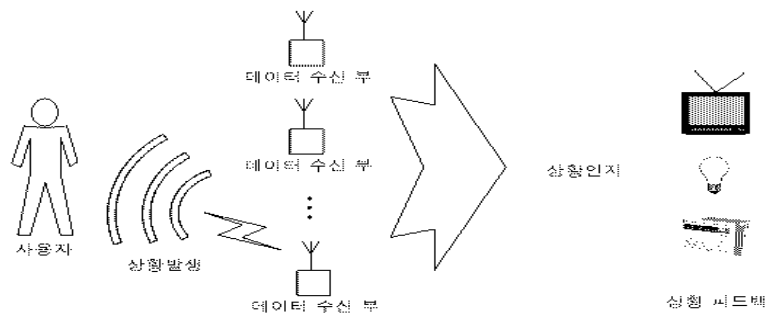 데이터 수신 부
데이터 수신 부
사용자
상황발생
데이터 수신 부
상황인지
상황 피드백